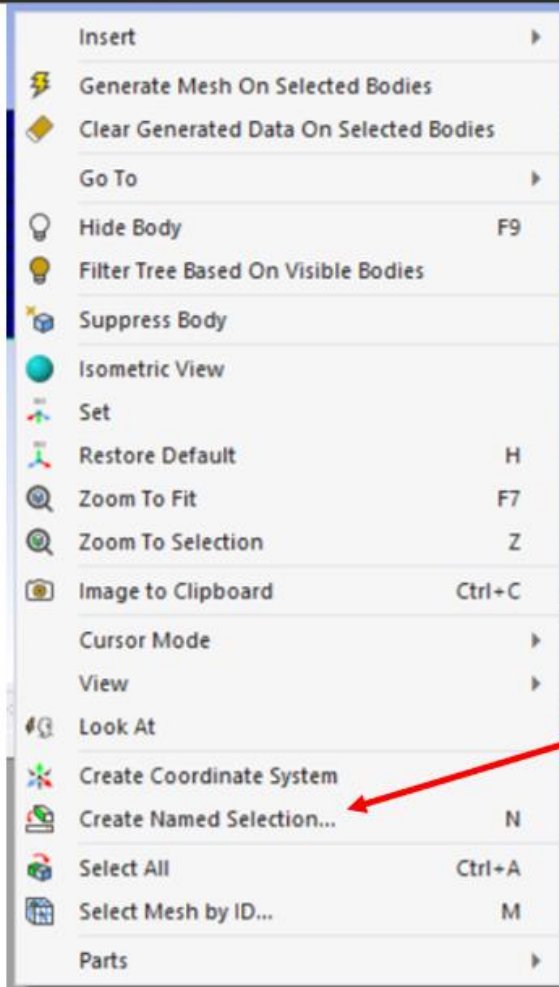 Insert
Generate Mesh On Selected Bodies
Clear Generated Data On Selected Bodies
Go To
Hide Body F9
Filter Tree Based On Visible Bodies
Suppress Body
Isometric View
Set
Restore Default H
Zoom To Fit F7
Zoom To Selection Z
Image to Clipboard Ctrl+C
Cursor Mode
View
Look At
Create Coordinate System
Create Named Selection... N
Select All Ctrl+A
Select Mesh by ID... M
Parts